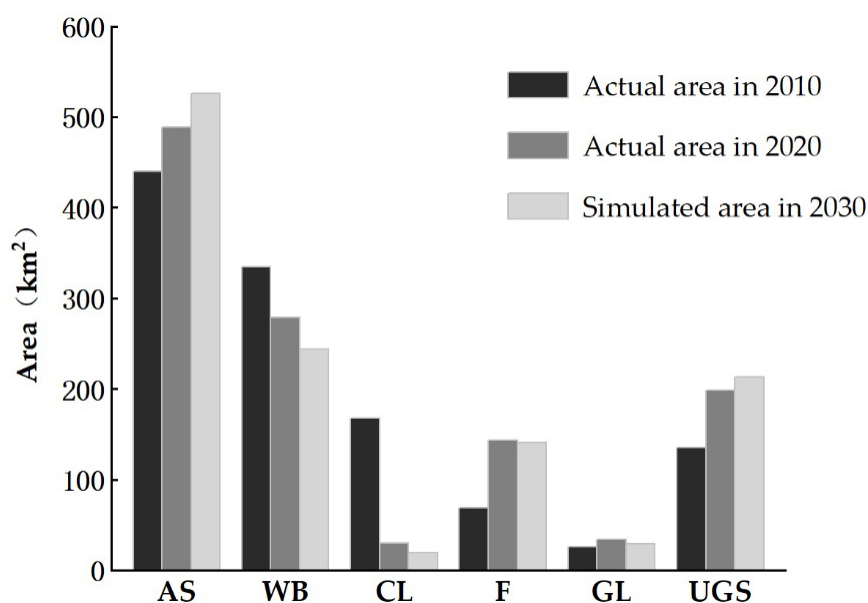 600
500
400
300
200
100
0
Area（km²）
Actual area in 2010
Actual area in 2020
Simulated area in 2030
AS WB CL F GL UGS